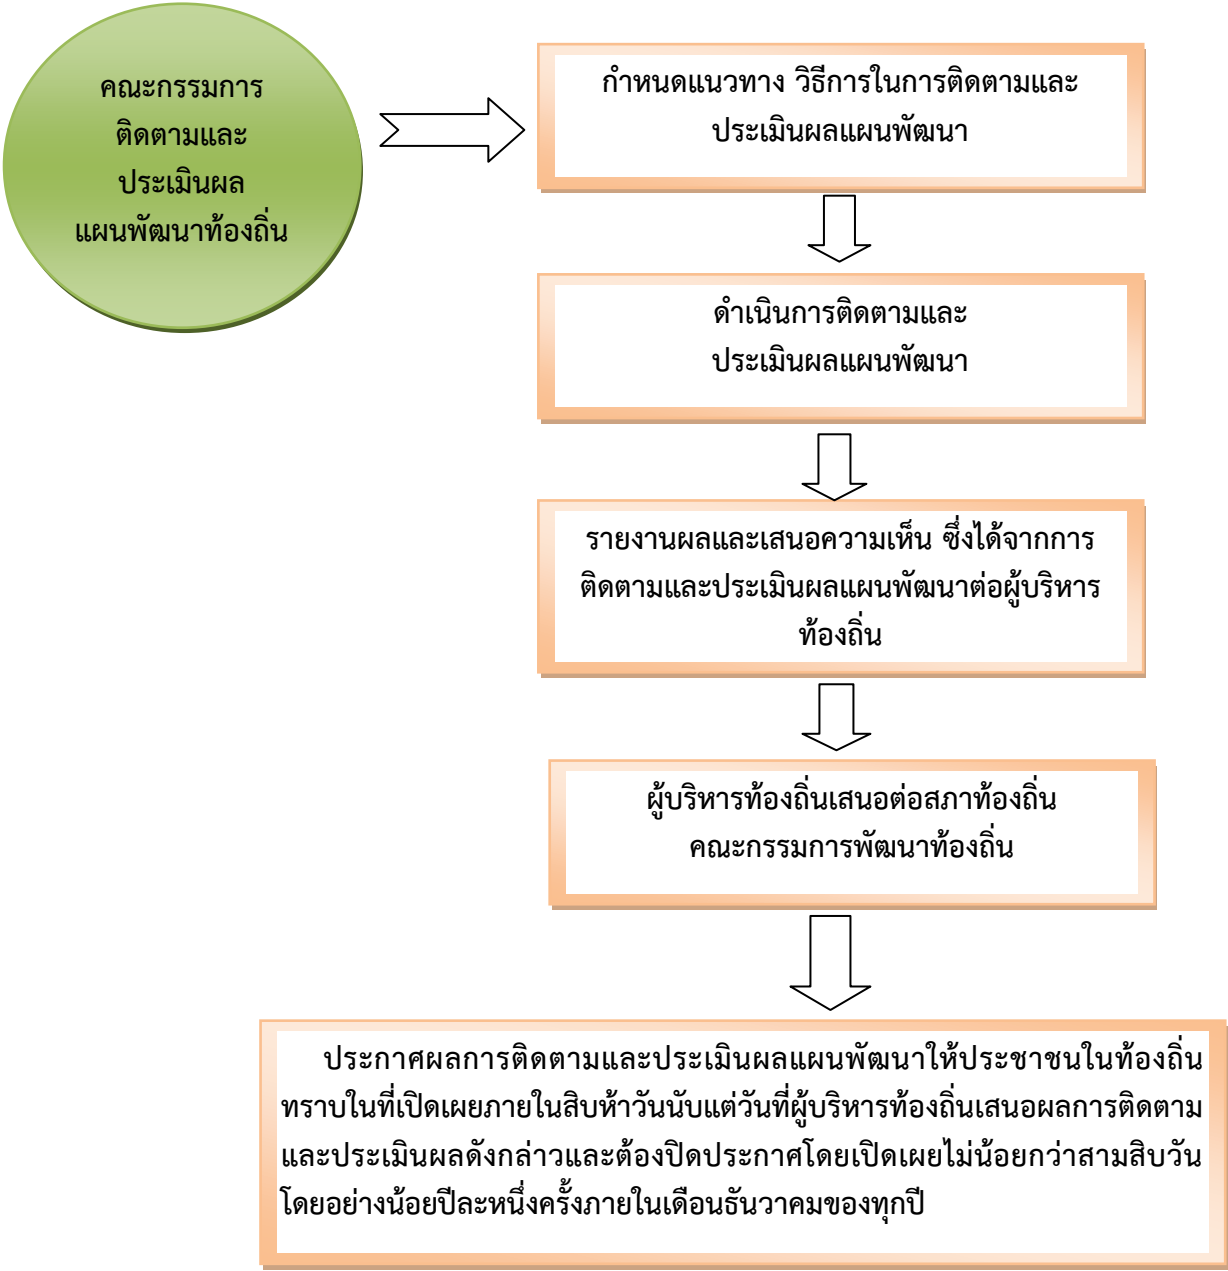 คณะกรรมการ
ติดตามและ
ประเมินผล
แผนพัฒนาท้องถิ่น
กำหนดแนวทาง วิธีการในการติดตามและ
ประเมินผลแผนพัฒนา
ดำเนินการติดตามและ
ประเมินผลแผนพัฒนา
รายงานผลและเสนอความเห็น ซึ่งได้จากการ
ติดตามและประเมินผลแผนพัฒนาต่อผู้บริหาร
ท้องถิ่น
ผู้บริหารท้องถิ่นเสนอต่อสภาท้องถิ่น
คณะกรรมการพัฒนาท้องถิ่น
ประกาศผลการติดตามและประเมินผลแผนพัฒนาให้ประชาชนในท้องถิ่น
ทราบในที่เปิดเผยภายในสิบห้าวันนับแต่วันที่ผู้บริหารท้องถิ่นเสนอผลการติดตาม
และประเมินผลดังกล่าวและต้องปิดประกาศโดยเปิดเผยไม่น้อยกว่าสามสิบวัน
โดยอย่างน้อยปีละหนึ่งครั้งภายในเดือนธันวาคมของทุกปี